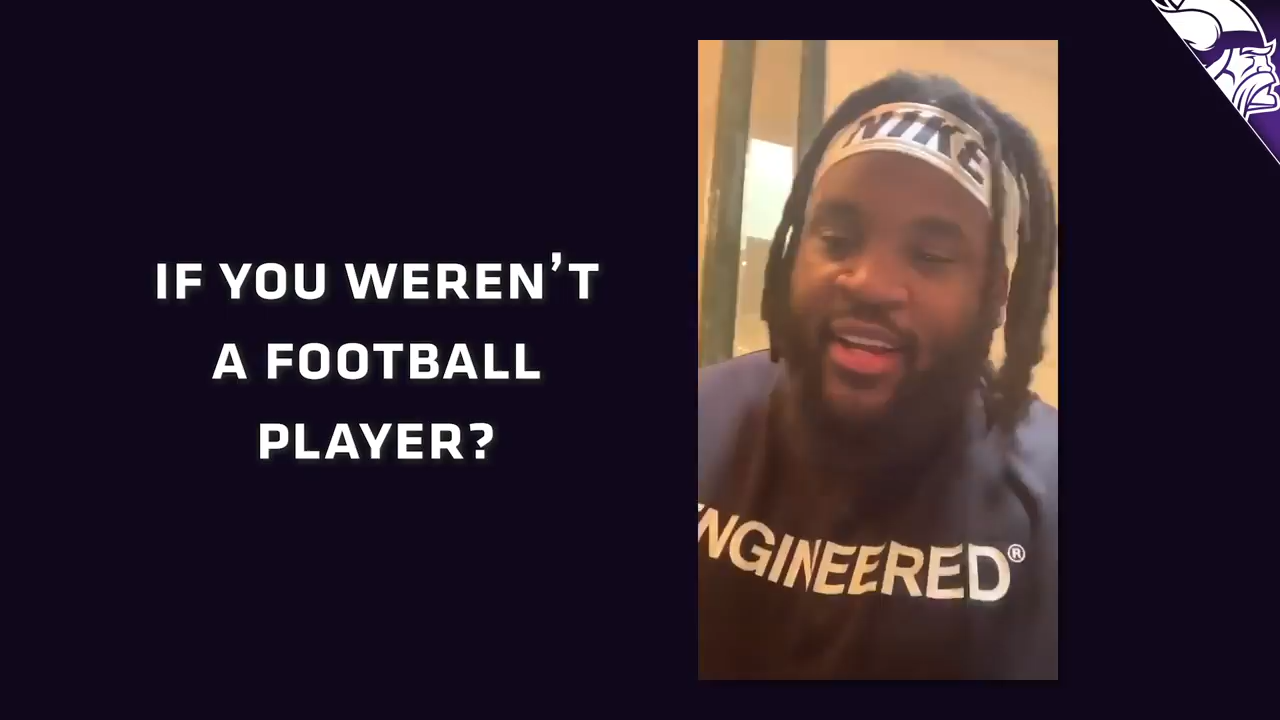 IF YOU WEREN’T
A FOOTBALL
PLAYER?
NIKE
NGINEERED®